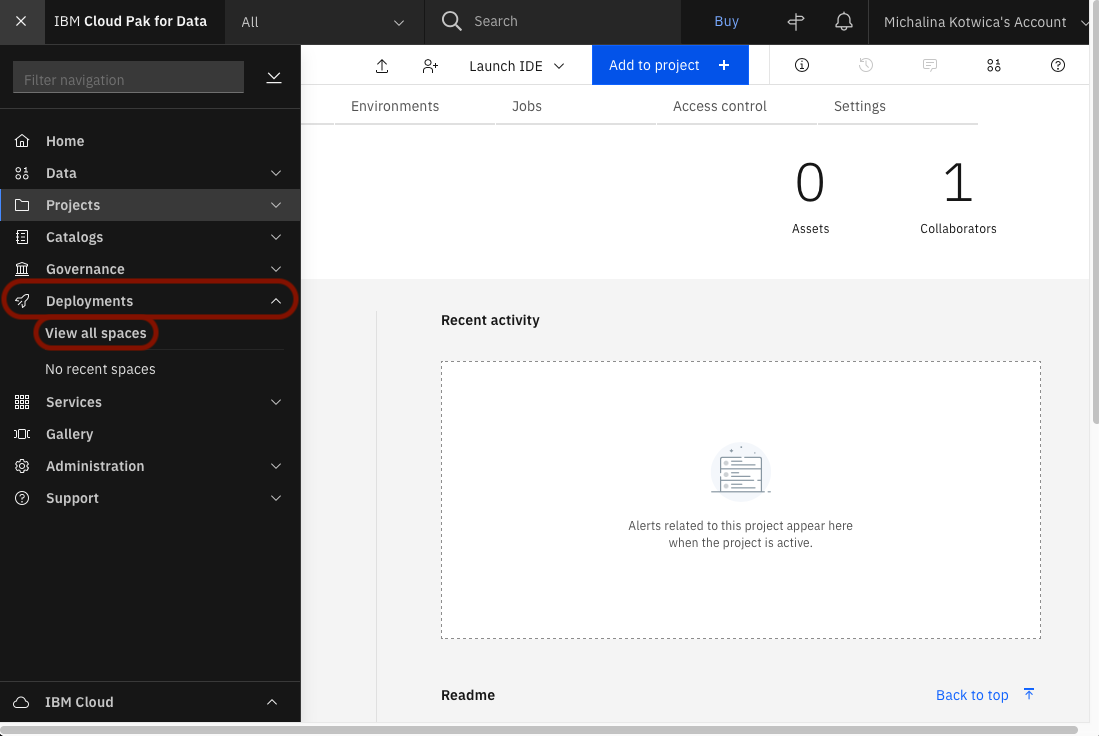 IBM Cloud Pak for Data
All
Search
Buy
Michalina Kotwica's Account
Filter navigation
Launch IDE
Add to project +
Environments
Jobs
Access control
Settings
Home
Data
Projects
Catalogs
Governance
Deployments
View all spaces
No recent spaces
Services
Gallery
Administration
Support
IBM Cloud
0
Assets
1
Collaborators
Recent activity
Alerts related to this project appear here
when the project is active.
Readme
Back to top